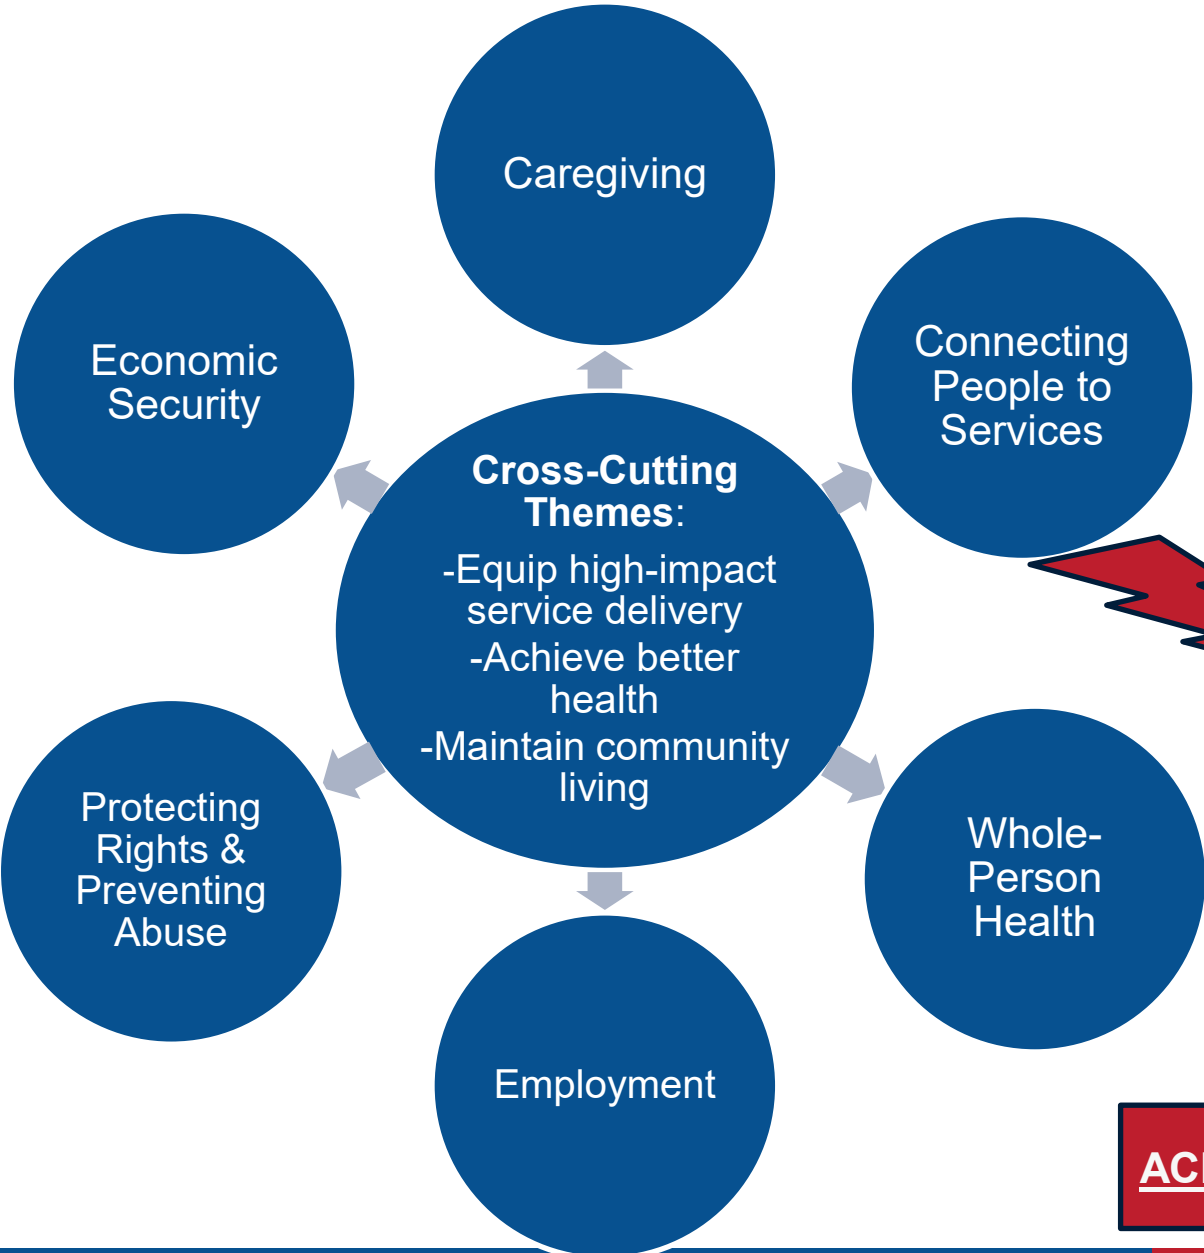 Caregiving
Economic
Security
Connecting
People to
Services
Cross-Cutting
Themes:
-Equip high-impact
service delivery
-Achieve better
health
-Maintain community
living
Protecting
Rights &
Preventing
Abuse
Whole-
Person
Health
Employment